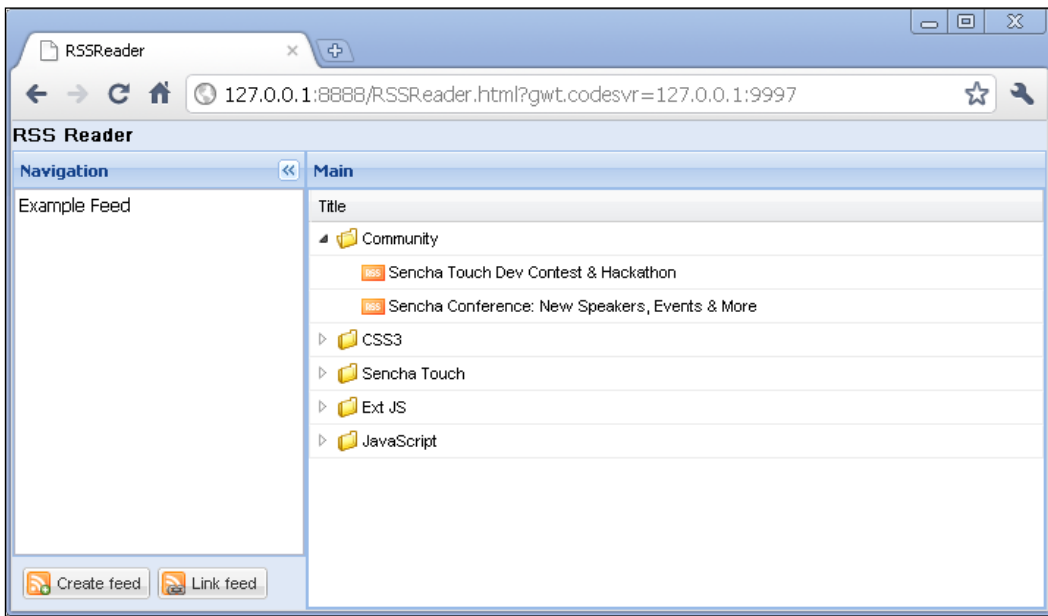 RSSReader
127.0.0.1:8888/RSSReader.html?gwt.codesvr=127.0.0.1:9997
RSS Reader
Navigation
Main
Example Feed
Title
Community
RSS Sencha Touch Dev Contest & Hackathon
RSS Sencha Conference: New Speakers, Events & More
CSS3
Sencha Touch
Ext JS
JavaScript
Create feed
Link feed